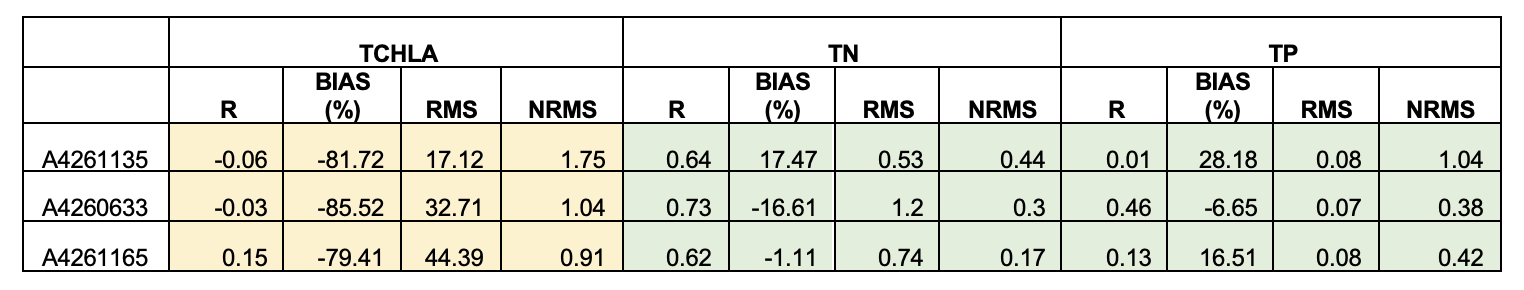 TCHLA TN TP
R BIAS (%) RMS NRMS R BIAS (%) RMS NRMS R BIAS (%) RMS NRMS
A4261135 -0.06 -81.72 17.12 1.75 0.64 17.47 0.53 0.44 0.01 28.18 0.08 1.04
A4260633 -0.03 -85.52 32.71 1.04 0.73 -16.61 1.2 0.3 0.46 -6.65 0.07 0.38
A4261165 0.15 -79.41 44.39 0.91 0.62 -1.11 0.74 0.17 0.13 16.51 0.08 0.42